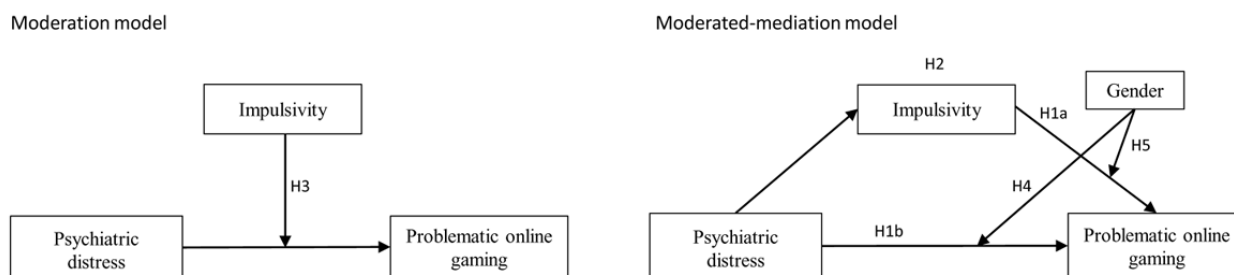 Moderation model
Impulsivity
H3
Psychiatric
distress
Problematic online
gaming
Moderated-mediation model
H2
Impulsivity
Gender
H1a
H5
H4
Psychiatric
distress
H1b
Problematic online
gaming